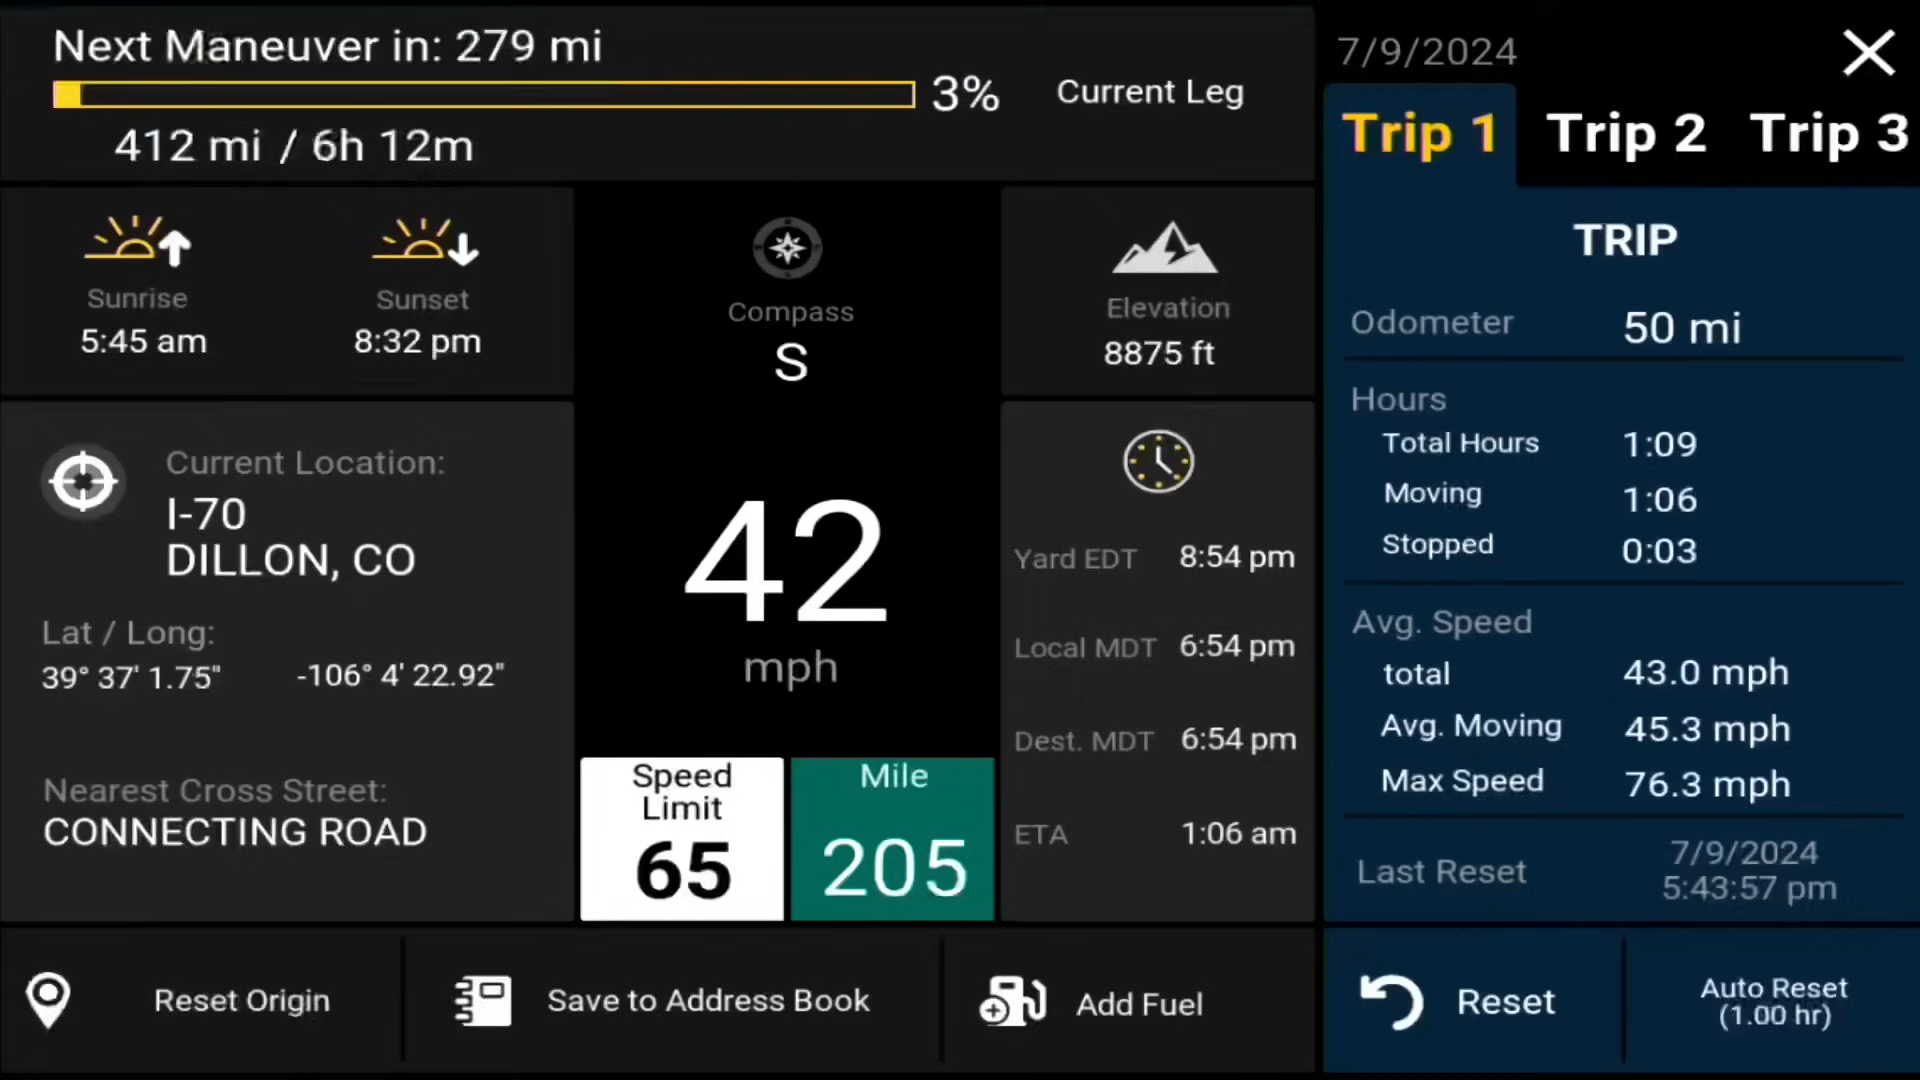 Next Maneuver in: 279 mi
3%
Current Leg
412 mi / 6h 12m
Sunrise
5:45 am
Sunset
8:32 pm
Compass
S
Elevation
8875 ft
Current Location:
I-70
DILLON, CO
Lat / Long:
39° 37' 1.75" -106° 4' 22.92"
Nearest Cross Street:
CONNECTING ROAD
42
mph
Speed
Limit
65
Mile
205
Yard EDT 8:54 pm
Local MDT 6:54 pm
Dest. MDT 6:54 pm
ETA 1:06 am
Reset Origin
Save to Address Book
Add Fuel
7/9/2024
Trip 1 Trip 2 Trip 3
TRIP
Odometer 50 mi
Hours
Total Hours 1:09
Moving 1:06
Stopped 0:03
Avg. Speed
total 43.0 mph
Avg. Moving 45.3 mph
Max Speed 76.3 mph
Last Reset 7/9/2024
5:43:57 pm
Reset
Auto Reset
(1.00 hr)